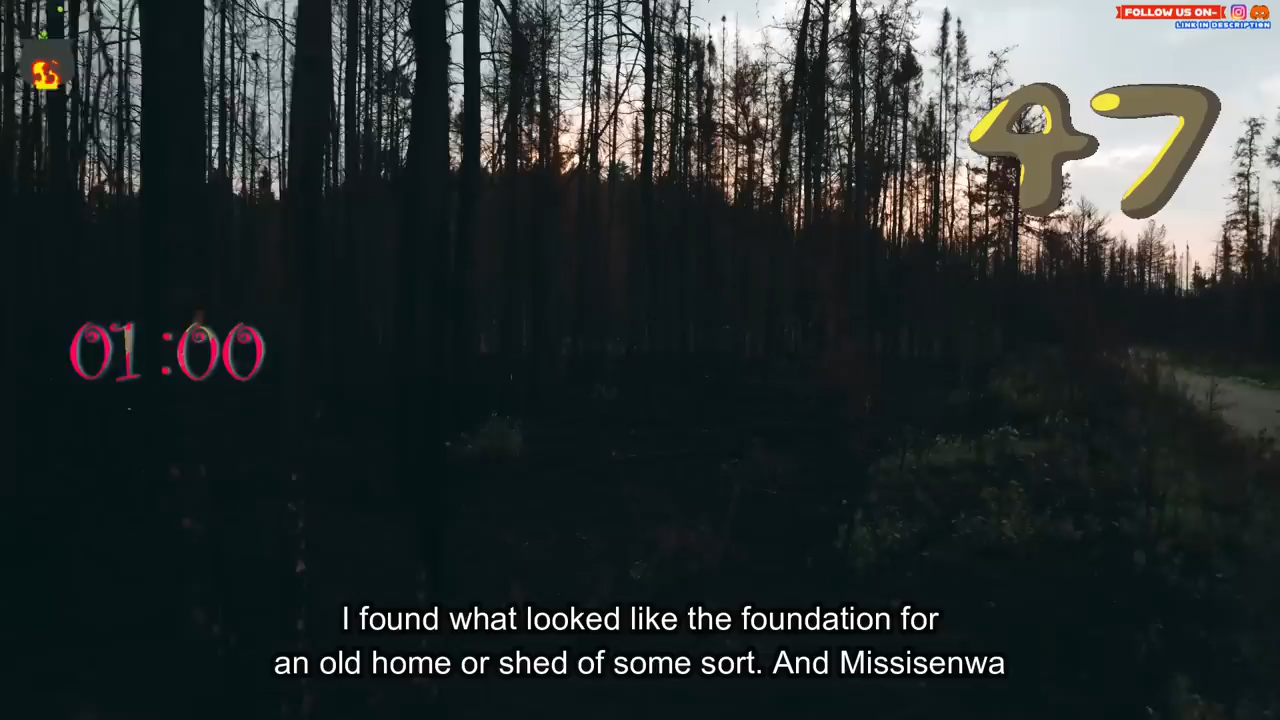 FOLLOW US ON-
LINK IN DESCRIPTION
47
01:00
I found what looked like the foundation for
an old home or shed of some sort. And Missisenwa